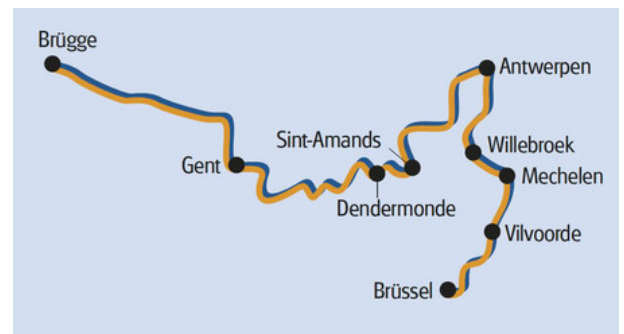 Brügge
Antwerpen
Sint-Amands
Willebroek
Gent
Mechelen
Dendermonde
Vilvoorde
Brüssel